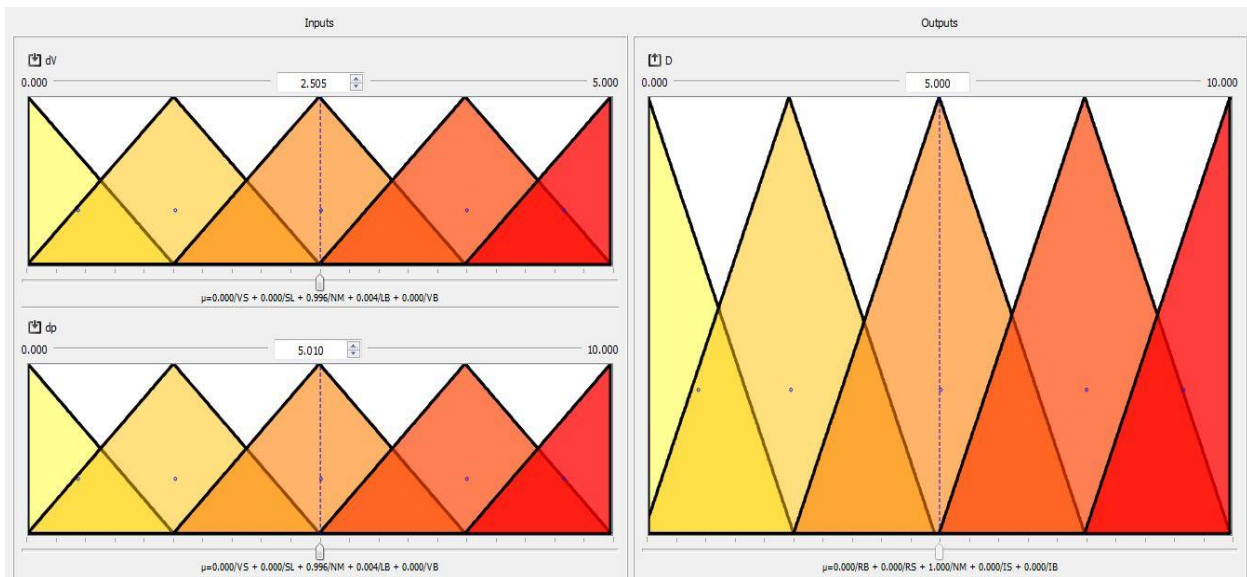 Inputs
dV
0.000 2.505 5.000
μ=0.000/VS + 0.000/SL + 0.996/NM + 0.004/LB + 0.000/VB
dp
0.000 5.010 10.000
μ=0.000/VS + 0.000/SL + 0.996/NM + 0.004/LB + 0.000/VB
Outputs
D
0.000 5.000 10.000
μ=0.000/RB + 0.000/RS + 1.000/NM + 0.000/IS + 0.000/IB